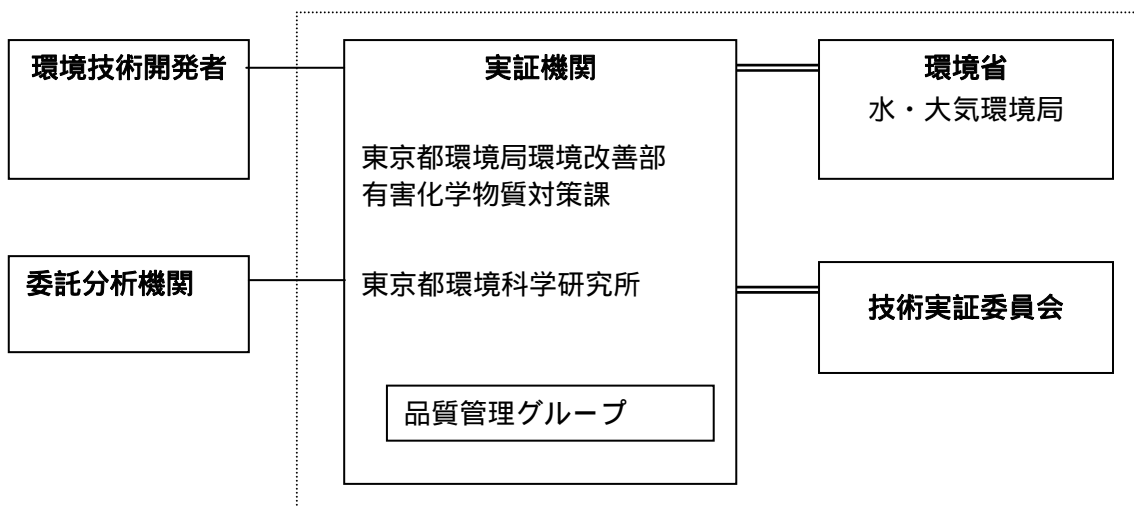 環境技術開発者
委託分析機関
実証機関
東京都環境局環境改善部
有害化学物質対策課
東京都環境科学研究所
品質管理グループ
環境省
水・大気環境局
技術実証委員会